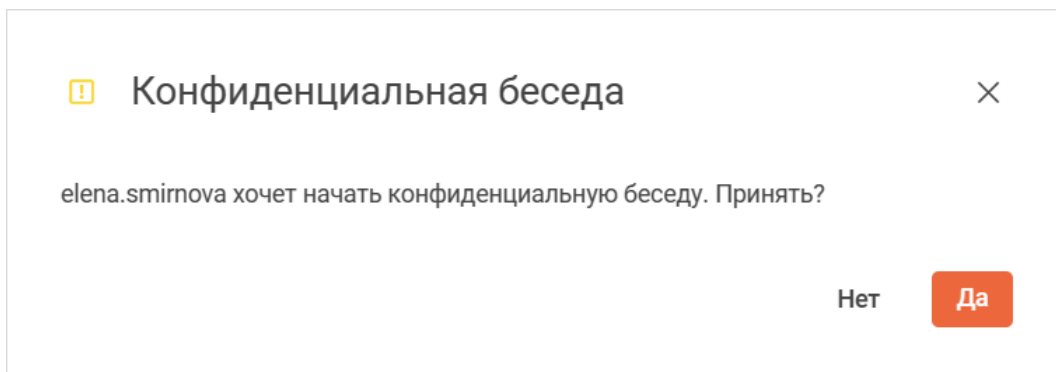 Конфиденциальная беседа
elena.smirnova хочет начать конфиденциальную беседу. Принять?
Нет
Да